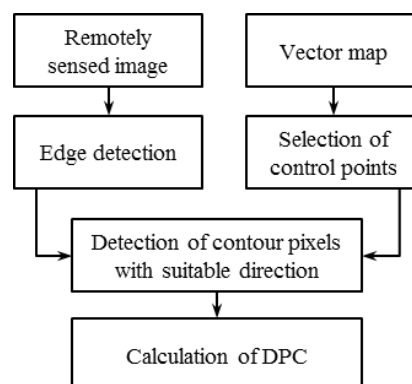 Remotely
sensed image
Vector map
Edge detection
Selection of
control points
Detection of contour pixels
with suitable direction
Calculation of DPC